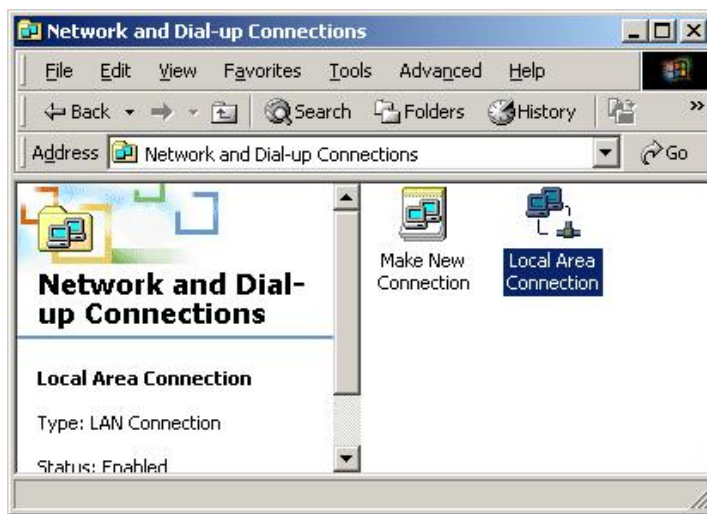 Network and Dial-up Connections
File Edit View Favorites Tools Advanced Help
Back Search Folders History »
Address Network and Dial-up Connections Go
Network and Dial-
up Connections
Local Area Connection
Type: LAN Connection
Status: Enabled
Make New
Connection
Local Area
Connection